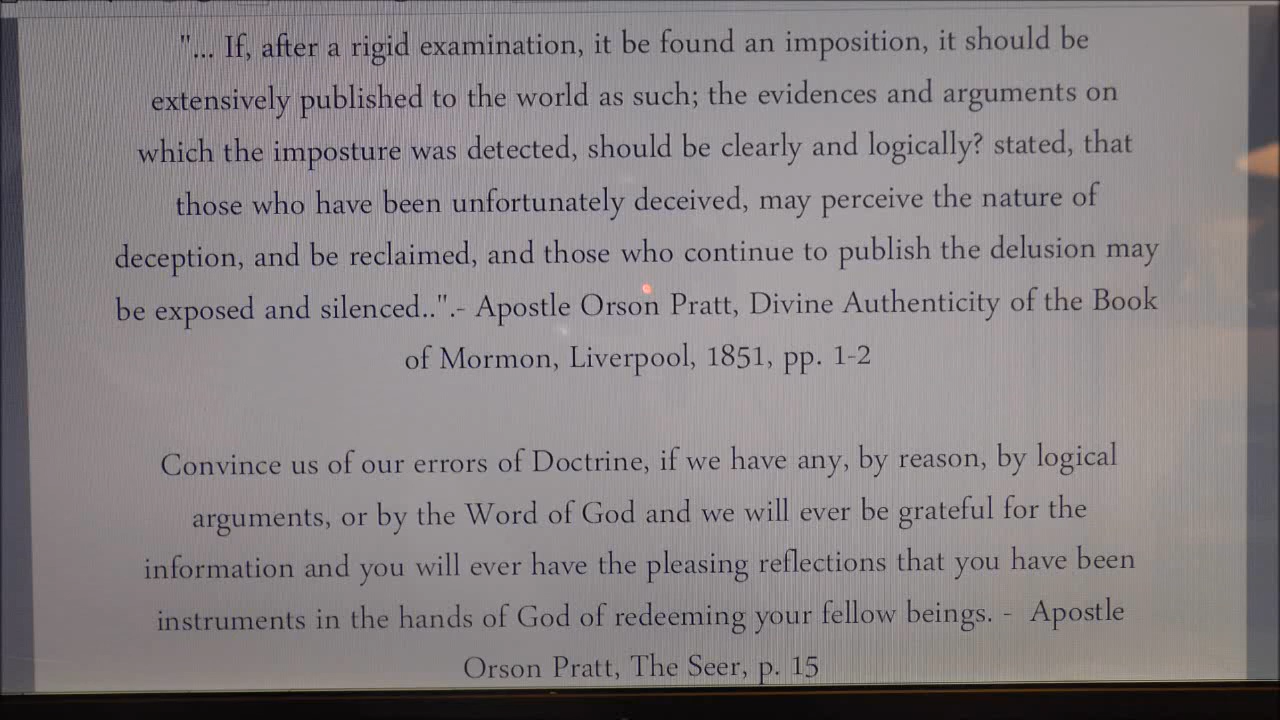 "... If, after a rigid examination, it be found an imposition, it should be
extensively published to the world as such; the evidences and arguments on
which the imposture was detected, should be clearly and logically? stated, that
those who have been unfortunately deceived, may perceive the nature of
deception, and be reclaimed, and those who continue to publish the delusion may
be exposed and silenced..".- Apostle Orson Pratt, Divine Authenticity of the Book
of Mormon, Liverpool, 1851, pp. 1-2
Convince us of our errors of Doctrine, if we have any, by reason, by logical
arguments, or by the Word of God and we will ever be grateful for the
information and you will ever have the pleasing reflections that you have been
instruments in the hands of God of redeeming your fellow beings. - Apostle
Orson Pratt, The Seer, p. 15